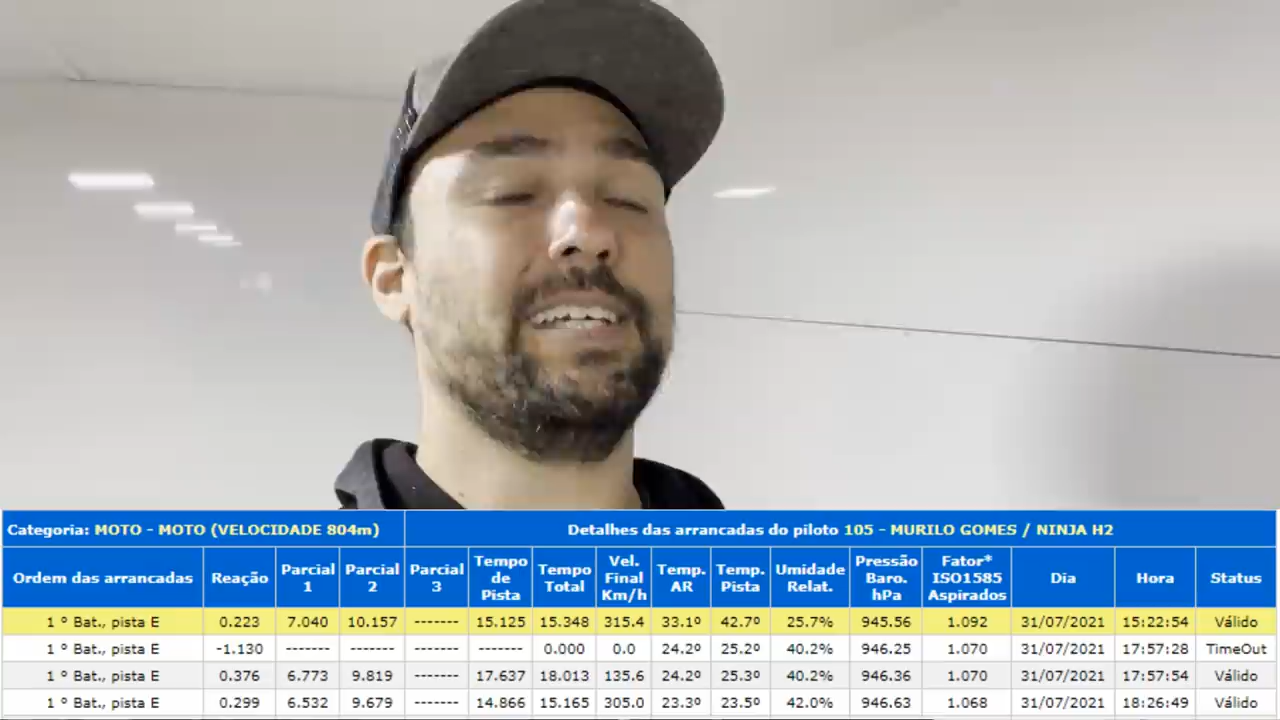 Categoria: MOTO - MOTO (VELOCIDADE 804m) Detalhes das arrancadas do piloto 105 - MURILO GOMES / NINJA H2
Ordem das arrancadas Reação Parcial 1 Parcial 2 Parcial 3 Tempo de Pista Tempo Total Vel. Final Km/h Temp. AR Temp. Pista Umidade Relat. Pressão Baro. hPa Fator* ISO1585 Aspirados Dia Hora Status
1 º Bat., pista E 0.223 7.040 10.157 ------- 15.125 15.348 315.4 33.1º 42.7º 25.7% 945.56 1.092 31/07/2021 15:22:54 Válido
1 º Bat., pista E -1.130 ------- ------- ------- ------- 0.000 0.0 24.2º 25.2º 40.2% 946.25 1.070 31/07/2021 17:57:28 TimeOut
1 º Bat., pista E 0.376 6.773 9.819 ------- 17.637 18.013 135.6 24.2º 25.3º 40.2% 946.36 1.070 31/07/2021 17:57:54 Válido
1 º Bat., pista E 0.299 6.532 9.679 ------- 14.866 15.165 305.0 23.3º 23.5º 42.0% 946.63 1.068 31/07/2021 18:26:49 Válido